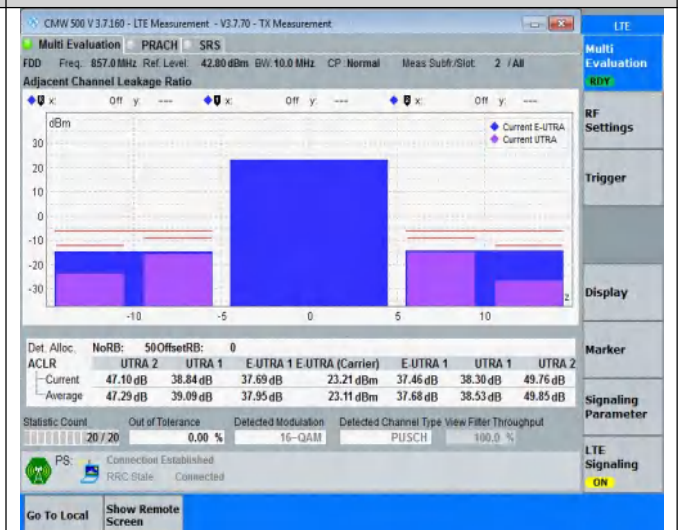 CMW 500 V 3.7.160 - LTE Measurement - V3.7.70 - TX Measurement
LTE
Multi Evaluation PRACH SRS
Multi
Evaluation
RDY
FDD Freq.: 857.0 MHz Ref. Level: 42.80 dBm BW: 10.0 MHz CP: Normal Meas Subfr./Slot: 2 / All
Adjacent Channel Leakage Ratio
x: Off y: --- x: Off y: --- x: Off y: ---
dBm
Current E-UTRA
Current UTRA
30
20
10
0
-10
-20
-30
2
-10 -5 0 5 10
RF
Settings
Trigger
Display
Marker
Signaling
Parameter
LTE
Signaling
ON
Det. Alloc. NoRB: 50 OffsetRB: 0
ACLR UTRA 2 UTRA 1 E-UTRA 1 E-UTRA (Carrier) E-UTRA 1 UTRA 1 UTRA 2
Current 47.10 dB 38.84 dB 37.69 dB 23.21 dBm 37.46 dB 38.30 dB 49.76 dB
Average 47.29 dB 39.09 dB 37.95 dB 23.11 dBm 37.68 dB 38.53 dB 49.85 dB
Statistic Count Out of Tolerance Detected Modulation Detected Channel Type View Filter Throughput
20 / 20 0.00 % 16-QAM PUSCH 100.0 %
PS: Connection Established
RRC State Connected
Go To Local
Show Remote
Screen